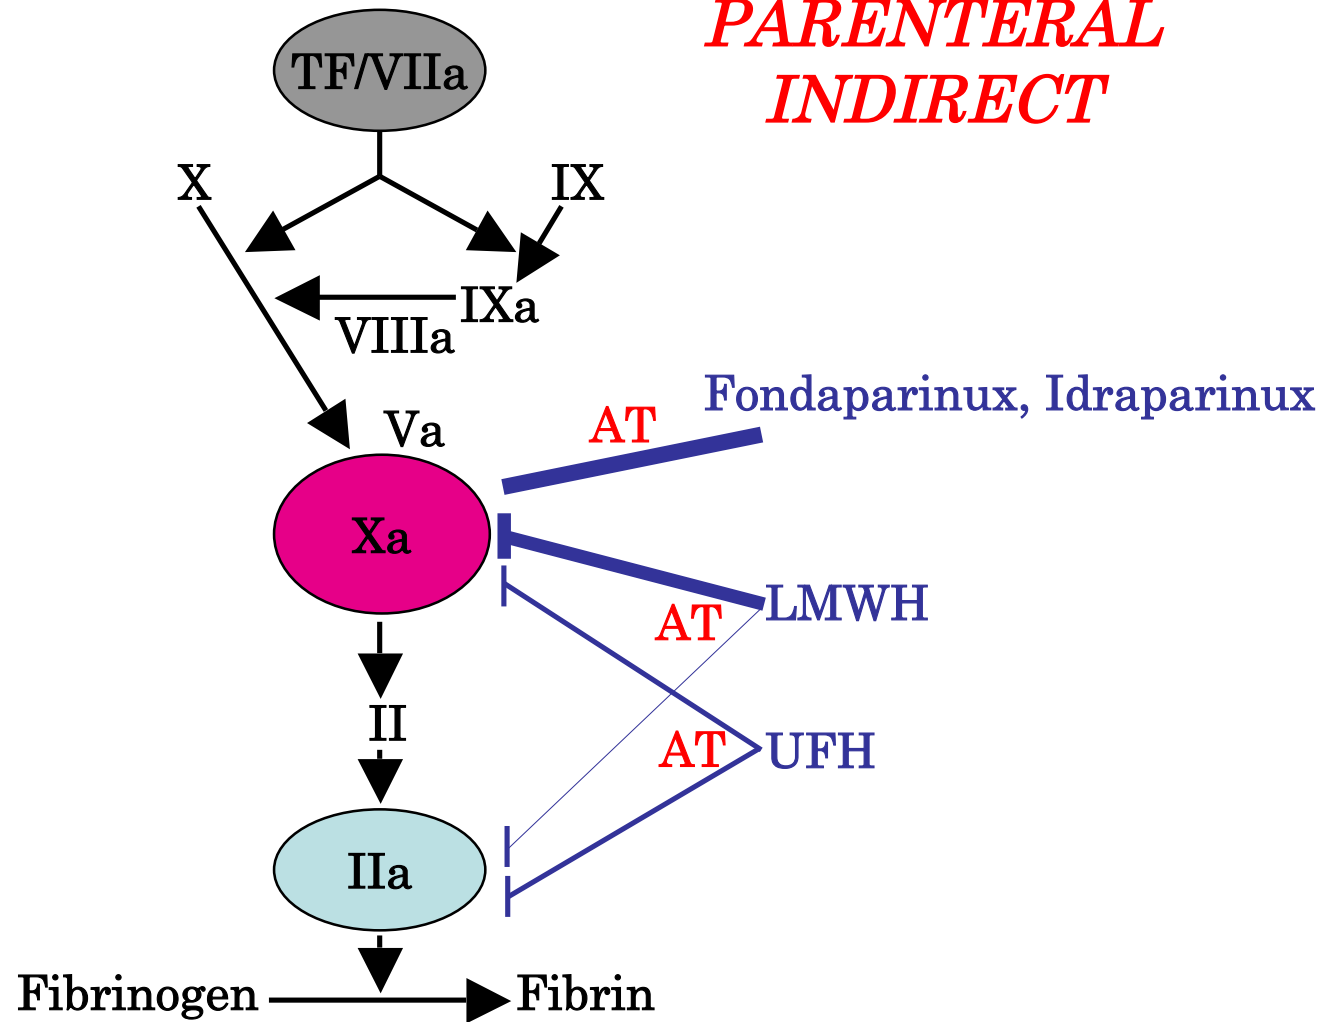 PARENTERAL
INDIRECT
TF/VIIa
X
IX
IXa
VIIIa
Va
Fondaparinux, Idraparinux
AT
Xa
LMWH
AT
II
UFH
AT
IIa
Fibrinogen
Fibrin